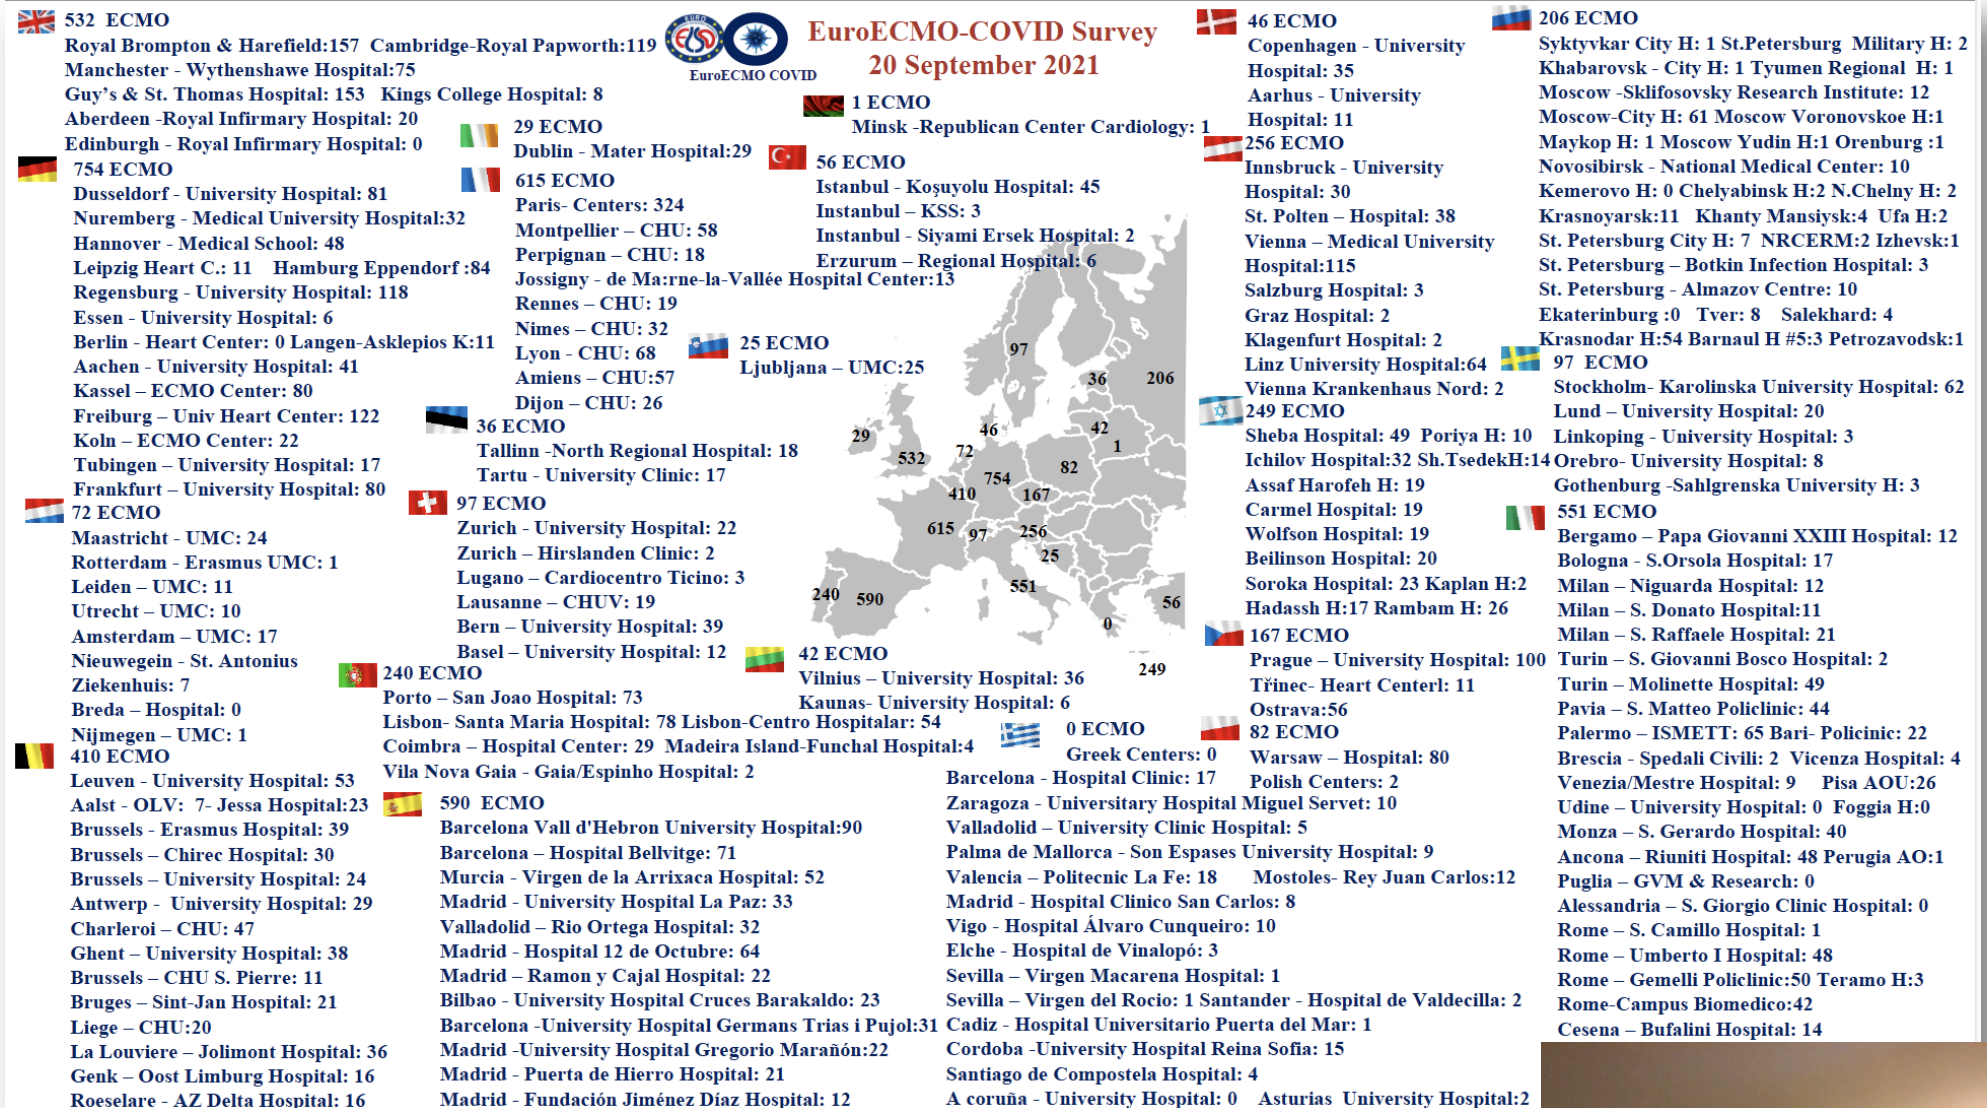 532 ECMO
Royal Brompton & Harefield:157 Cambridge-Royal Papworth:119
Manchester - Wythenshawe Hospital:75
Guy's & St. Thomas Hospital: 153 Kings College Hospital: 8
Aberdeen -Royal Infirmary Hospital: 20
Edinburgh - Royal Infirmary Hospital: 0
754 ECMO
Dusseldorf - University Hospital: 81
Nuremberg - Medical University Hospital:32
Hannover - Medical School: 48
Leipzig Heart C.: 11 Hamburg Eppendorf :84
Regensburg - University Hospital: 118
Essen - University Hospital: 6
Berlin - Heart Center: 0 Langen-Asklepios K:11
Aachen - University Hospital: 41
Kassel – ECMO Center: 80
Freiburg – Univ Heart Center: 122
Koln – ECMO Center: 22
Tubingen – University Hospital: 17
Frankfurt – University Hospital: 80
72 ECMO
Maastricht - UMC: 24
Rotterdam - Erasmus UMC: 1
Leiden – UMC: 11
Utrecht – UMC: 10
Amsterdam – UMC: 17
Nieuwegein - St. Antonius
Ziekenhuis: 7
Breda – Hospital: 0
Nijmegen – UMC: 1
410 ECMO
Leuven - University Hospital: 53
Aalst - OLV: 7- Jessa Hospital:23
Brussels - Erasmus Hospital: 39
Brussels – Chirec Hospital: 30
Brussels – University Hospital: 24
Antwerp - University Hospital: 29
Charleroi – CHU: 47
Ghent – University Hospital: 38
Brussels – CHU S. Pierre: 11
Bruges – Sint-Jan Hospital: 21
Liege – CHU:20
La Louviere – Jolimont Hospital: 36
Genk – Oost Limburg Hospital: 16
Roeselare - AZ Delta Hospital: 16
EURO
ELSO
EuroECMO COVID
EuroECMO-COVID Survey
20 September 2021
29 ECMO
Dublin - Mater Hospital:29
615 ECMO
Paris- Centers: 324
Montpellier – CHU: 58
Perpignan – CHU: 18
Jossigny - de Ma:rne-la-Vallée Hospital Center:13
Rennes – CHU: 19
Nimes – CHU: 32
Lyon - CHU: 68
Amiens – CHU:57
Dijon – CHU: 26
36 ECMO
Tallinn -North Regional Hospital: 18
Tartu - University Clinic: 17
97 ECMO
Zurich - University Hospital: 22
Zurich – Hirslanden Clinic: 2
Lugano – Cardiocentro Ticino: 3
Lausanne – CHUV: 19
Bern – University Hospital: 39
Basel – University Hospital: 12
240 ECMO
Porto – San Joao Hospital: 73
Lisbon- Santa Maria Hospital: 78 Lisbon-Centro Hospitalar: 54
Coimbra – Hospital Center: 29 Madeira Island-Funchal Hospital:4
Vila Nova Gaia - Gaia/Espinho Hospital: 2
590 ECMO
Barcelona Vall d'Hebron University Hospital:90
Barcelona – Hospital Bellvitge: 71
Murcia - Virgen de la Arrixaca Hospital: 52
Madrid - University Hospital La Paz: 33
Valladolid – Rio Ortega Hospital: 32
Madrid - Hospital 12 de Octubre: 64
Madrid – Ramon y Cajal Hospital: 22
Bilbao - University Hospital Cruces Barakaldo: 23
Barcelona -University Hospital Germans Trias i Pujol:31
Madrid -University Hospital Gregorio Marañón:22
Madrid - Puerta de Hierro Hospital: 21
Madrid - Fundación Jiménez Díaz Hospital: 12
1 ECMO
Minsk -Republican Center Cardiology: 1
56 ECMO
Istanbul - Koşuyolu Hospital: 45
Instanbul – KSS: 3
Instanbul - Siyami Ersek Hospital: 2
Erzurum – Regional Hospital: 6
25 ECMO
Ljubljana – UMC:25
97
36
206
29
46
42
532
72
1
754
82
410
167
615
97
256
25
551
240
590
56
0
249
42 ECMO
Vilnius – University Hospital: 36
Kaunas- University Hospital: 6
0 ECMO
Greek Centers: 0
Barcelona - Hospital Clinic: 17
Zaragoza - Universitary Hospital Miguel Servet: 10
Valladolid – University Clinic Hospital: 5
Palma de Mallorca - Son Espases University Hospital: 9
Valencia – Politecnic La Fe: 18 Mostoles- Rey Juan Carlos:12
Madrid - Hospital Clinico San Carlos: 8
Vigo - Hospital Álvaro Cunqueiro: 10
Elche - Hospital de Vinalopó: 3
Sevilla – Virgen Macarena Hospital: 1
Sevilla – Virgen del Rocio: 1 Santander - Hospital de Valdecilla: 2
Cadiz - Hospital Universitario Puerta del Mar: 1
Cordoba -University Hospital Reina Sofia: 15
Santiago de Compostela Hospital: 4
A coruña - University Hospital: 0 Asturias University Hospital:2
46 ECMO
Copenhagen - University
Hospital: 35
Aarhus - University
Hospital: 11
256 ECMO
Innsbruck - University
Hospital: 30
St. Polten – Hospital: 38
Vienna – Medical University
Hospital:115
Salzburg Hospital: 3
Graz Hospital: 2
Klagenfurt Hospital: 2
Linz University Hospital:64
Vienna Krankenhaus Nord: 2
249 ECMO
Sheba Hospital: 49 Poriya H: 10
Ichilov Hospital:32 Sh.TsedekH:14
Assaf Harofeh H: 19
Carmel Hospital: 19
Wolfson Hospital: 19
Beilinson Hospital: 20
Soroka Hospital: 23 Kaplan H:2
Hadassh H:17 Rambam H: 26
167 ECMO
Prague – University Hospital: 100
Třinec- Heart Centerl: 11
Ostrava:56
82 ECMO
Warsaw – Hospital: 80
Polish Centers: 2
206 ECMO
Syktyvkar City H: 1 St.Petersburg Military H: 2
Khabarovsk - City H: 1 Tyumen Regional H: 1
Moscow -Sklifosovsky Research Institute: 12
Moscow-City H: 61 Moscow Voronovskoe H:1
Maykop H: 1 Moscow Yudin H:1 Orenburg :1
Novosibirsk - National Medical Center: 10
Kemerovo H: 0 Chelyabinsk H:2 N.Chelny H: 2
Krasnoyarsk:11 Khanty Mansiysk:4 Ufa H:2
St. Petersburg City H: 7 NRCERM:2 Izhevsk:1
St. Petersburg – Botkin Infection Hospital: 3
St. Petersburg - Almazov Centre: 10
Ekaterinburg :0 Tver: 8 Salekhard: 4
Krasnodar H:54 Barnaul H #5:3 Petrozavodsk:1
97 ECMO
Stockholm- Karolinska University Hospital: 62
Lund – University Hospital: 20
Linkoping - University Hospital: 3
Orebro- University Hospital: 8
Gothenburg -Sahlgrenska University H: 3
551 ECMO
Bergamo – Papa Giovanni XXIII Hospital: 12
Bologna - S.Orsola Hospital: 17
Milan – Niguarda Hospital: 12
Milan – S. Donato Hospital:11
Milan – S. Raffaele Hospital: 21
Turin – S. Giovanni Bosco Hospital: 2
Turin – Molinette Hospital: 49
Pavia – S. Matteo Policlinic: 44
Palermo – ISMETT: 65 Bari- Policinic: 22
Brescia - Spedali Civili: 2 Vicenza Hospital: 4
Venezia/Mestre Hospital: 9 Pisa AOU:26
Udine – University Hospital: 0 Foggia H:0
Monza – S. Gerardo Hospital: 40
Ancona – Riuniti Hospital: 48 Perugia AO:1
Puglia – GVM & Research: 0
Alessandria – S. Giorgio Clinic Hospital: 0
Rome – S. Camillo Hospital: 1
Rome – Umberto I Hospital: 48
Rome – Gemelli Policlinic:50 Teramo H:3
Rome-Campus Biomedico:42
Cesena – Bufalini Hospital: 14